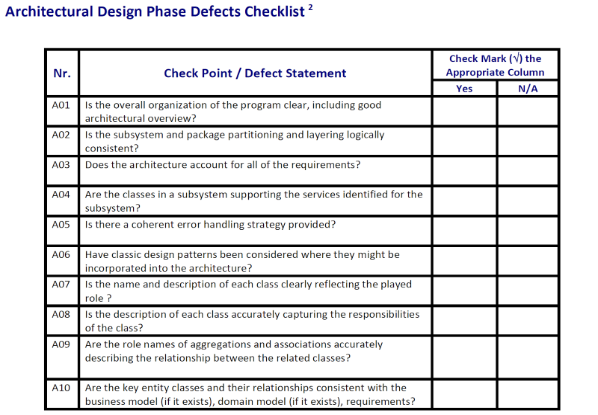 Architectural Design Phase Defects Checklist ²
Nr.
Check Point / Defect Statement
Check Mark (√) the
Appropriate Column
Yes
N/A
A01
Is the overall organization of the program clear, including good
architectural overview?
A02
Is the subsystem and package partitioning and layering logically
consistent?
A03
Does the architecture account for all of the requirements?
A04
Are the classes in a subsystem supporting the services identified for the
subsystem?
A05
Is there a coherent error handling strategy provided?
A06
Have classic design patterns been considered where they might be
incorporated into the architecture?
A07
Is the name and description of each class clearly reflecting the played
role ?
A08
Is the description of each class accurately capturing the responsibilities
of the class?
A09
Are the role names of aggregations and associations accurately
describing the relationship between the related classes?
A10
Are the key entity classes and their relationships consistent with the
business model (if it exists), domain model (if it exists), requirements?